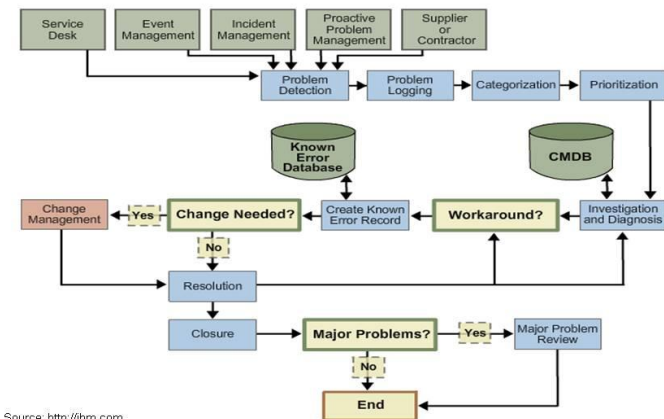 Service
Desk
Event
Management
Incident
Management
Proactive
Problem
Management
Supplier
or
Contractor
Problem
Detection
Problem
Logging
Categorization
Prioritization
Known
Error
Database
CMDB
Change
Management
Yes
Change Needed?
Create Known
Error Record
Workaround?
Investigation
and Diagnosis
No
Resolution
Closure
Major Problems?
Yes
Major Problem
Review
No
End
Source: http://ibm.com